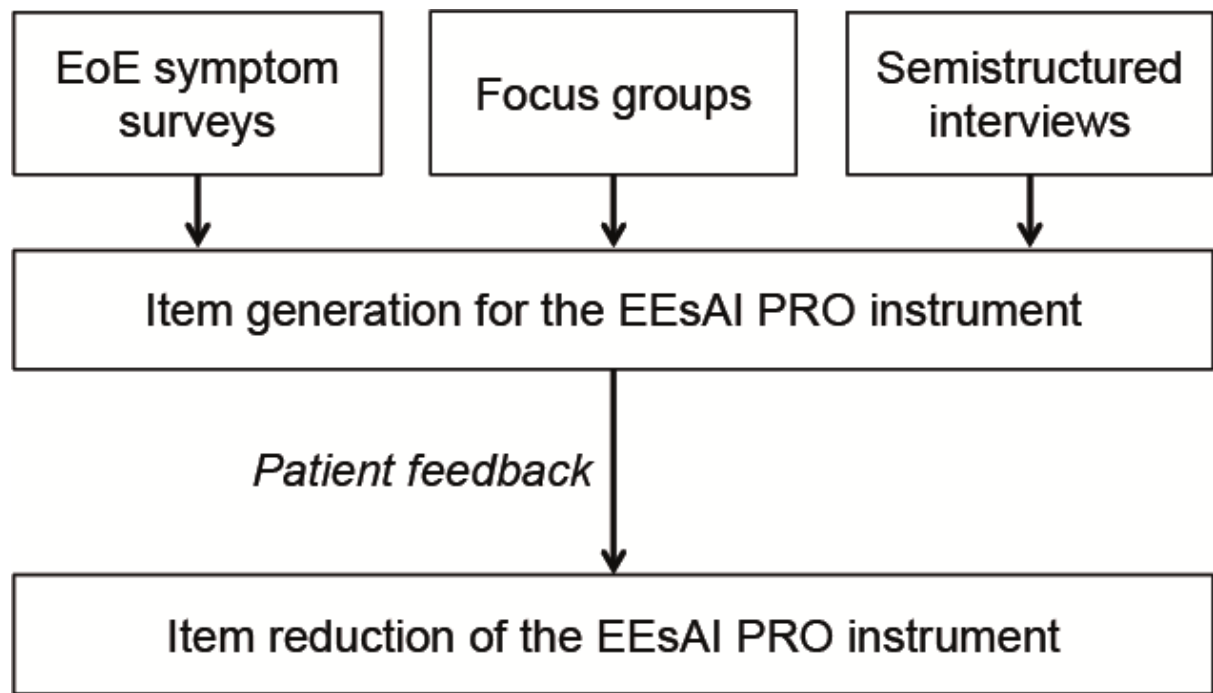 EoE symptom
surveys
Focus groups
Semistructured
interviews
Item generation for the EEsAI PRO instrument
Patient feedback
Item reduction of the EEsAI PRO instrument